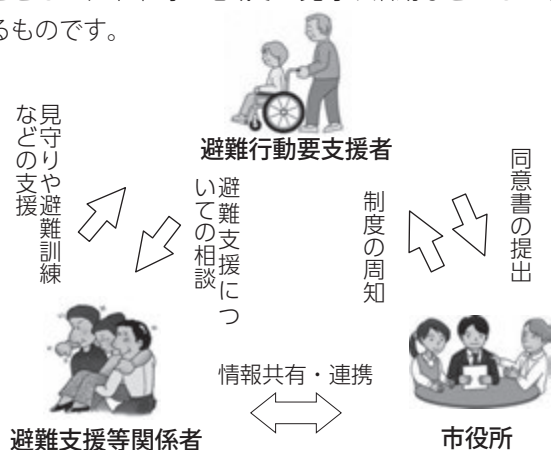 るものです。
避難行動要支援者
見守りや避難訓練
などの支援
避難支援につ
いての相談
制度の周知
同意書の提出
情報共有・連携
避難支援等関係者
市役所